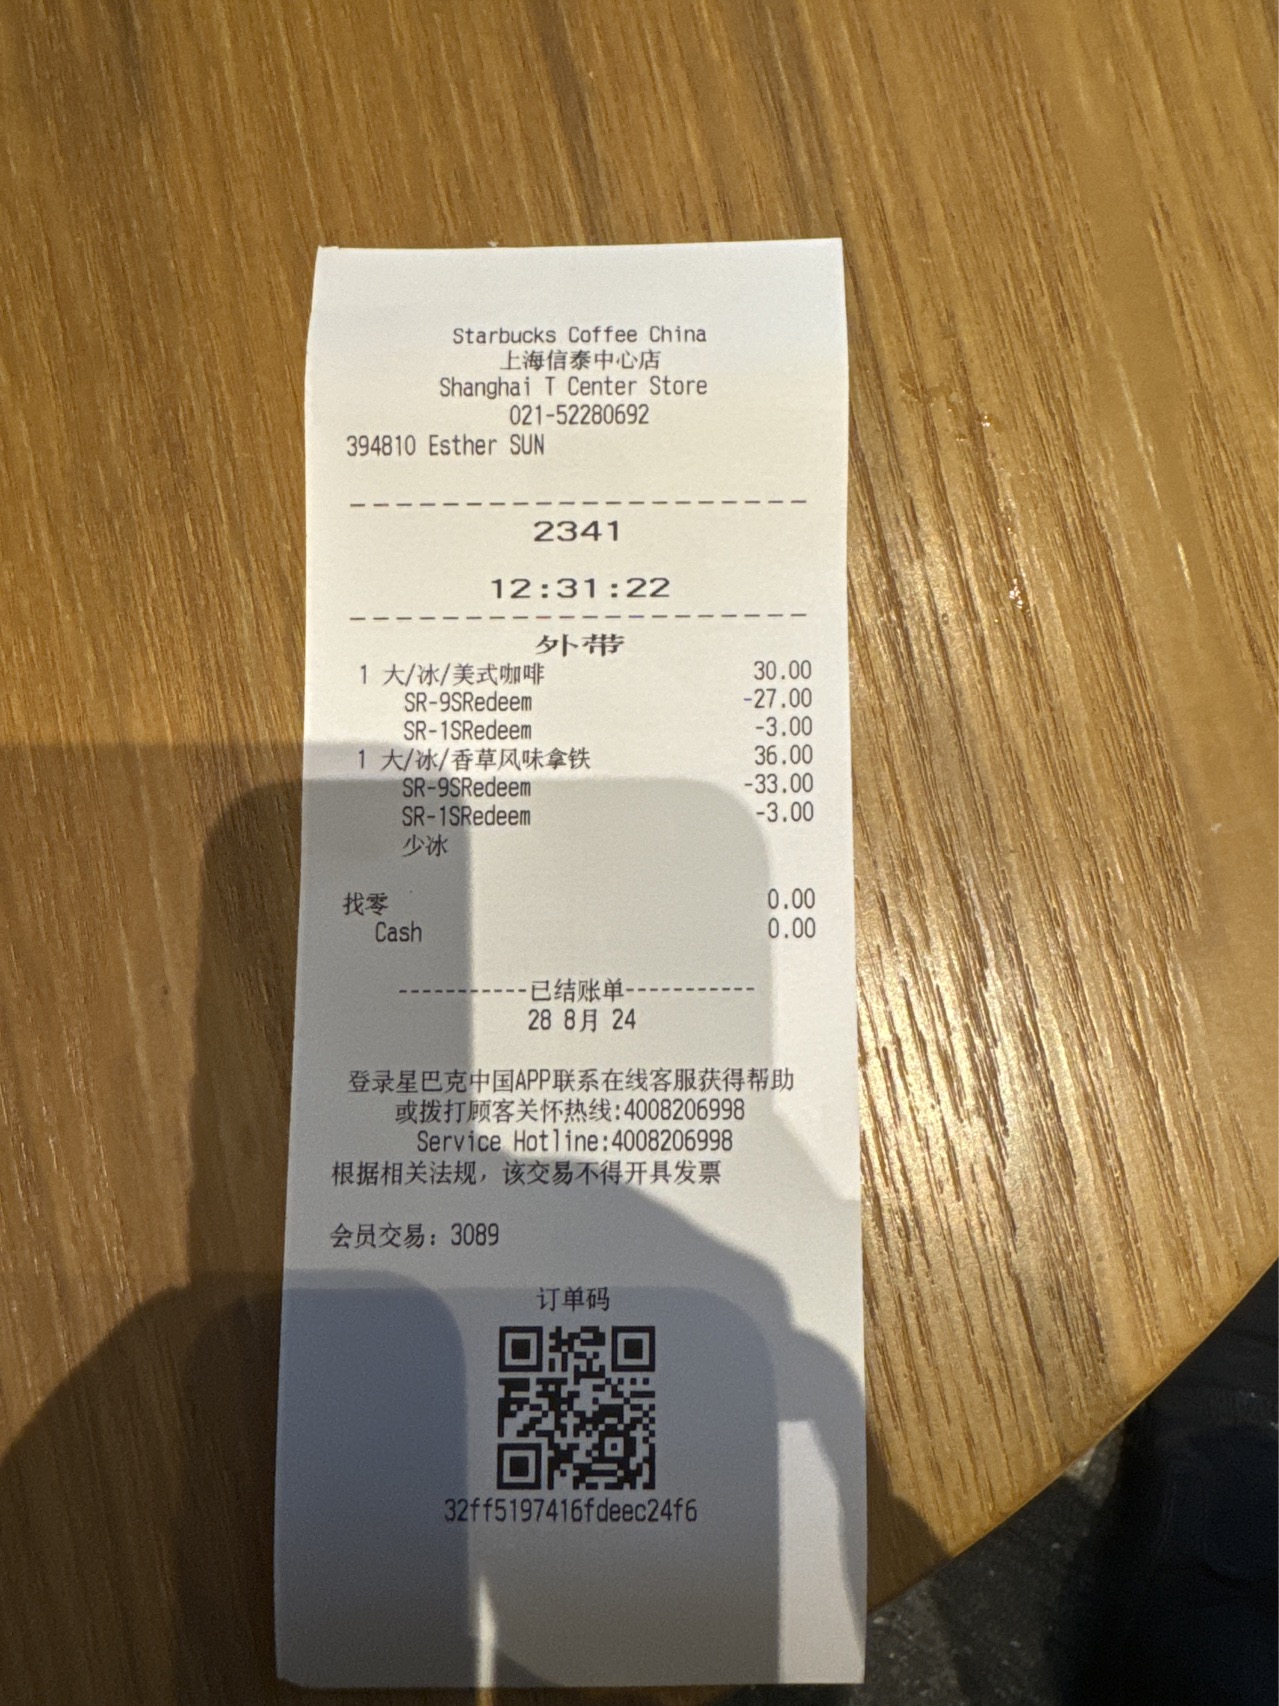 Starbucks Coffee China
上海信泰中心店
Shanghai T Center Store
021-52280692
394810 Esther SUN
2341
12:31:22
外带
1 大/冰/美式咖啡 30.00
SR-9SRedeem -27.00
SR-1SRedeem -3.00
1 大/冰/香草风味拿铁 36.00
SR-9SRedeem -33.00
SR-1SRedeem -3.00
少冰
找零 0.00
Cash 0.00
-----------已结账单-----------
28 8月 24
登录星巴克中国APP联系在线客服获得帮助
或拨打顾客关怀热线:4008206998
Service Hotline:4008206998
根据相关法规，该交易不得开具发票
会员交易：3089
订单码
32ff5197416fdeec24f6